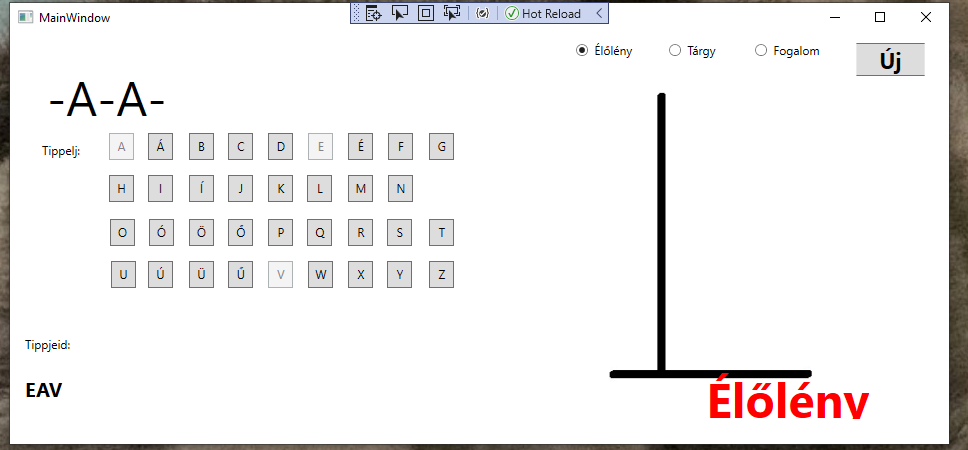 MainWindow
Hot Reload
Élőlény Tárgy Fogalom Új
-A-A-
Tippelj: A Á B C D E É F G
H I Í J K L M N
O Ó Ö Ő P Q R S T
U Ú Ü Ű V W X Y Z
Tippjeid:
EAV
Élőlény